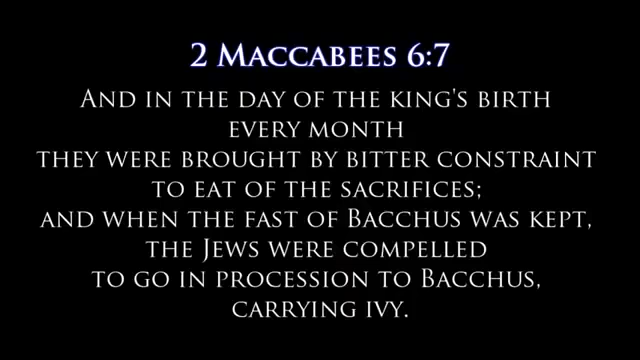 2 Maccabees 6:7
And in the day of the king's birth
every month
they were brought by bitter constraint
to eat of the sacrifices;
and when the fast of Bacchus was kept,
the Jews were compelled
to go in procession to Bacchus,
carrying ivy.